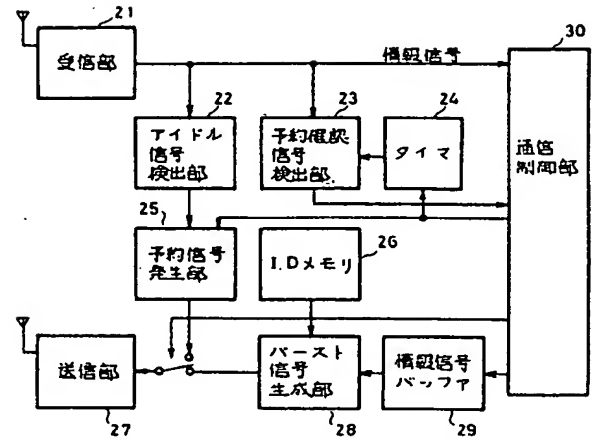 21
30
受信部
情報信号
22
23
24
アイドル
信号
検出部
予約確認
信号
検出部
タイマ
通信
制御部
25
26
予約信号
発生部
I.Dメモリ
送信部
バースト
信号
生成部
情報信号
バッファ
27
28
29